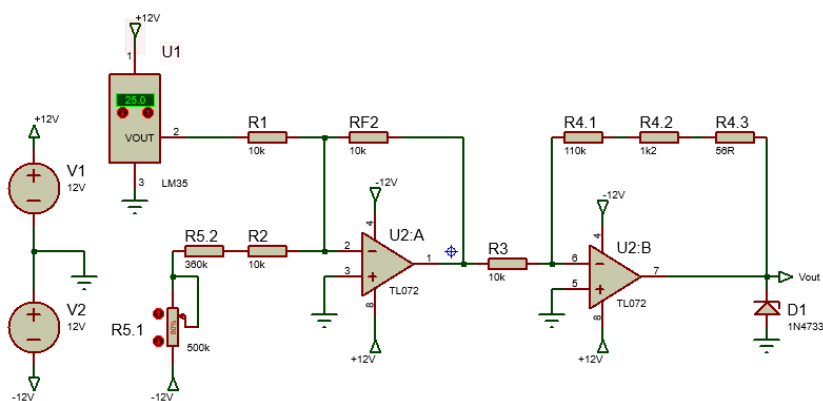 +12V
1
U1
25.0
VOUT
2
3
LM35
+12V
V1
12V
V2
12V
-12V
R1
10k
RF2
10k
R5.2
360k
R2
10k
R5.1
80%
500k
-12V
-12V
4
U2:A
2
3
1
8
TL072
+12V
R3
10k
R4.1
110k
R4.2
1k2
R4.3
56R
-12V
4
U2:B
6
5
7
8
TL072
+12V
Vout
D1
1N4733